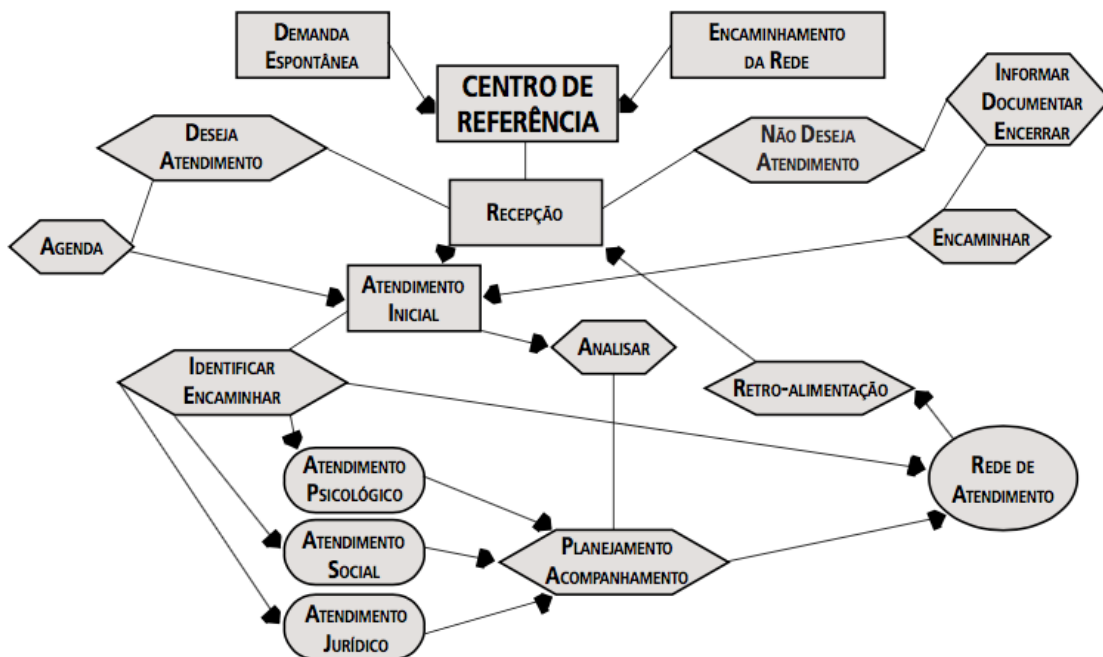 Demanda
Espontânea
Encaminhamento
da Rede
CENTRO DE
REFERÊNCIA
Informar
Documentar
Encerrar
Deseja
Atendimento
Não Deseja
Atendimento
Recepção
Agenda
Encaminhar
Atendimento
Inicial
Analisar
Identificar
Encaminhar
Retro-alimentação
Atendimento
Psicológico
Rede de
Atendimento
Atendimento
Social
Planejamento
Acompanhamento
Atendimento
Jurídico